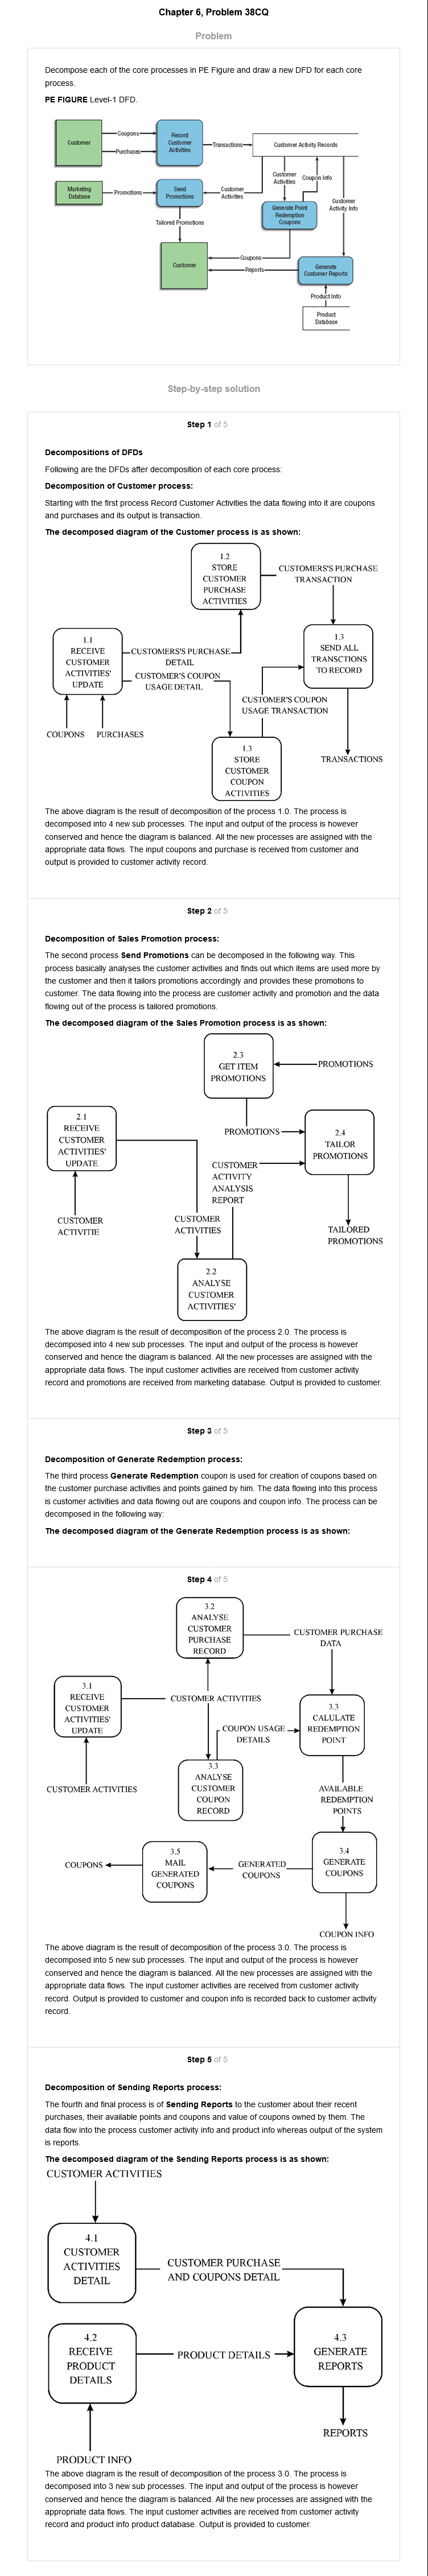 Chapter 6, Problem 38CQ
Problem
Decompose each of the core processes in PE Figure and draw a new DFD for each core
process.
PE FIGURE Level-1 DFD.
Customer
Coupons
Purchases
Record
Customer
Activities
Transactions
Customer Activity Records
Marketing
Database
Promotions
Send
Promotions
Customer
Activities
Customer
Activities
Coupon Info
Customer
Activity Info
Generate Point
Redemption
Coupons
Tailored Promotions
Customer
Coupons
Reports
Generate
Customer Reports
Product Info
Product
Database
Step-by-step solution
Step 1 of 5
Decompositions of DFDs
Following are the DFDs after decomposition of each core process:
Decomposition of Customer process:
Starting with the first process Record Customer Activities the data flowing into it are coupons
and purchases and its output is transaction.
The decomposed diagram of the Customer process is as shown:
1.2
STORE
CUSTOMER
PURCHASE
ACTIVITIES
CUSTOMERS'S PURCHASE
TRANSACTION
1.1
RECEIVE
CUSTOMER
ACTIVITIES'
UPDATE
CUSTOMERS'S PURCHASE
DETAIL
CUSTOMER'S COUPON
USAGE DETAIL
1.3
SEND ALL
TRANSCTIONS
TO RECORD
CUSTOMER'S COUPON
USAGE TRANSACTION
COUPONS
PURCHASES
1.3
STORE
CUSTOMER
COUPON
ACTIVITIES
TRANSACTIONS
The above diagram is the result of decomposition of the process 1.0. The process is
decomposed into 4 new sub processes. The input and output of the process is however
conserved and hence the diagram is balanced. All the new processes are assigned with the
appropriate data flows. The input coupons and purchase is received from customer and
output is provided to customer activity record.
Step 2 of 5
Decomposition of Sales Promotion process:
The second process Send Promotions can be decomposed in the following way. This
process basically analyses the customer activities and finds out which items are used more by
the customer and then it tailors promotions accordingly and provides these promotions to
customer. The data flowing into the process are customer activity and promotion and the data
flowing out of the process is tailored promotions.
The decomposed diagram of the Sales Promotion process is as shown:
2.3
GET ITEM
PROMOTIONS
PROMOTIONS
2.1
RECEIVE
CUSTOMER
ACTIVITIES'
UPDATE
PROMOTIONS
2.4
TAILOR
PROMOTIONS
CUSTOMER
ACTIVITY
ANALYSIS
REPORT
CUSTOMER
ACTIVITIE
CUSTOMER
ACTIVITIES
TAILORED
PROMOTIONS
2.2
ANALYSE
CUSTOMER
ACTIVITIES'
The above diagram is the result of decomposition of the process 2.0. The process is
decomposed into 4 new sub processes. The input and output of the process is however
conserved and hence the diagram is balanced. All the new processes are assigned with the
appropriate data flows. The input customer activities are received from customer activity
record and promotions are received from marketing database. Output is provided to customer.
Step 3 of 5
Decomposition of Generate Redemption process:
The third process Generate Redemption coupon is used for creation of coupons based on
the customer purchase activities and points gained by him. The data flowing into this process
is customer activities and data flowing out are coupons and coupon info. The process can be
decomposed in the following way:
The decomposed diagram of the Generate Redemption process is as shown:
Step 4 of 5
3.2
ANALYSE
CUSTOMER
PURCHASE
RECORD
CUSTOMER PURCHASE
DATA
3.1
RECEIVE
CUSTOMER
ACTIVITIES'
UPDATE
CUSTOMER ACTIVITIES
3.3
CALULATE
REDEMPTION
POINT
COUPON USAGE
DETAILS
3.3
ANALYSE
CUSTOMER
COUPON
RECORD
CUSTOMER ACTIVITIES
AVAILABLE
REDEMPTION
POINTS
COUPONS
3.5
MAIL
GENERATED
COUPONS
GENERATED
COUPONS
3.4
GENERATE
COUPONS
COUPON INFO
The above diagram is the result of decomposition of the process 3.0. The process is
decomposed into 5 new sub processes. The input and output of the process is however
conserved and hence the diagram is balanced. All the new processes are assigned with the
appropriate data flows. The input customer activities are received from customer activity
record. Output is provided to customer and coupon info is recorded back to customer activity
record.
Step 5 of 5
Decomposition of Sending Reports process:
The fourth and final process is of Sending Reports to the customer about their recent
purchases, their available points and coupons and value of coupons owned by them. The
data flow into the process customer activity info and product info whereas output of the system
is reports.
The decomposed diagram of the Sending Reports process is as shown:
CUSTOMER ACTIVITIES
4.1
CUSTOMER
ACTIVITIES
DETAIL
CUSTOMER PURCHASE
AND COUPONS DETAIL
4.2
RECEIVE
PRODUCT
DETAILS
PRODUCT DETAILS
4.3
GENERATE
REPORTS
REPORTS
PRODUCT INFO
The above diagram is the result of decomposition of the process 3.0. The process is
decomposed into 3 new sub processes. The input and output of the process is however
conserved and hence the diagram is balanced. All the new processes are assigned with the
appropriate data flows. The input customer activities are received from customer activity
record and product info product database. Output is provided to customer.